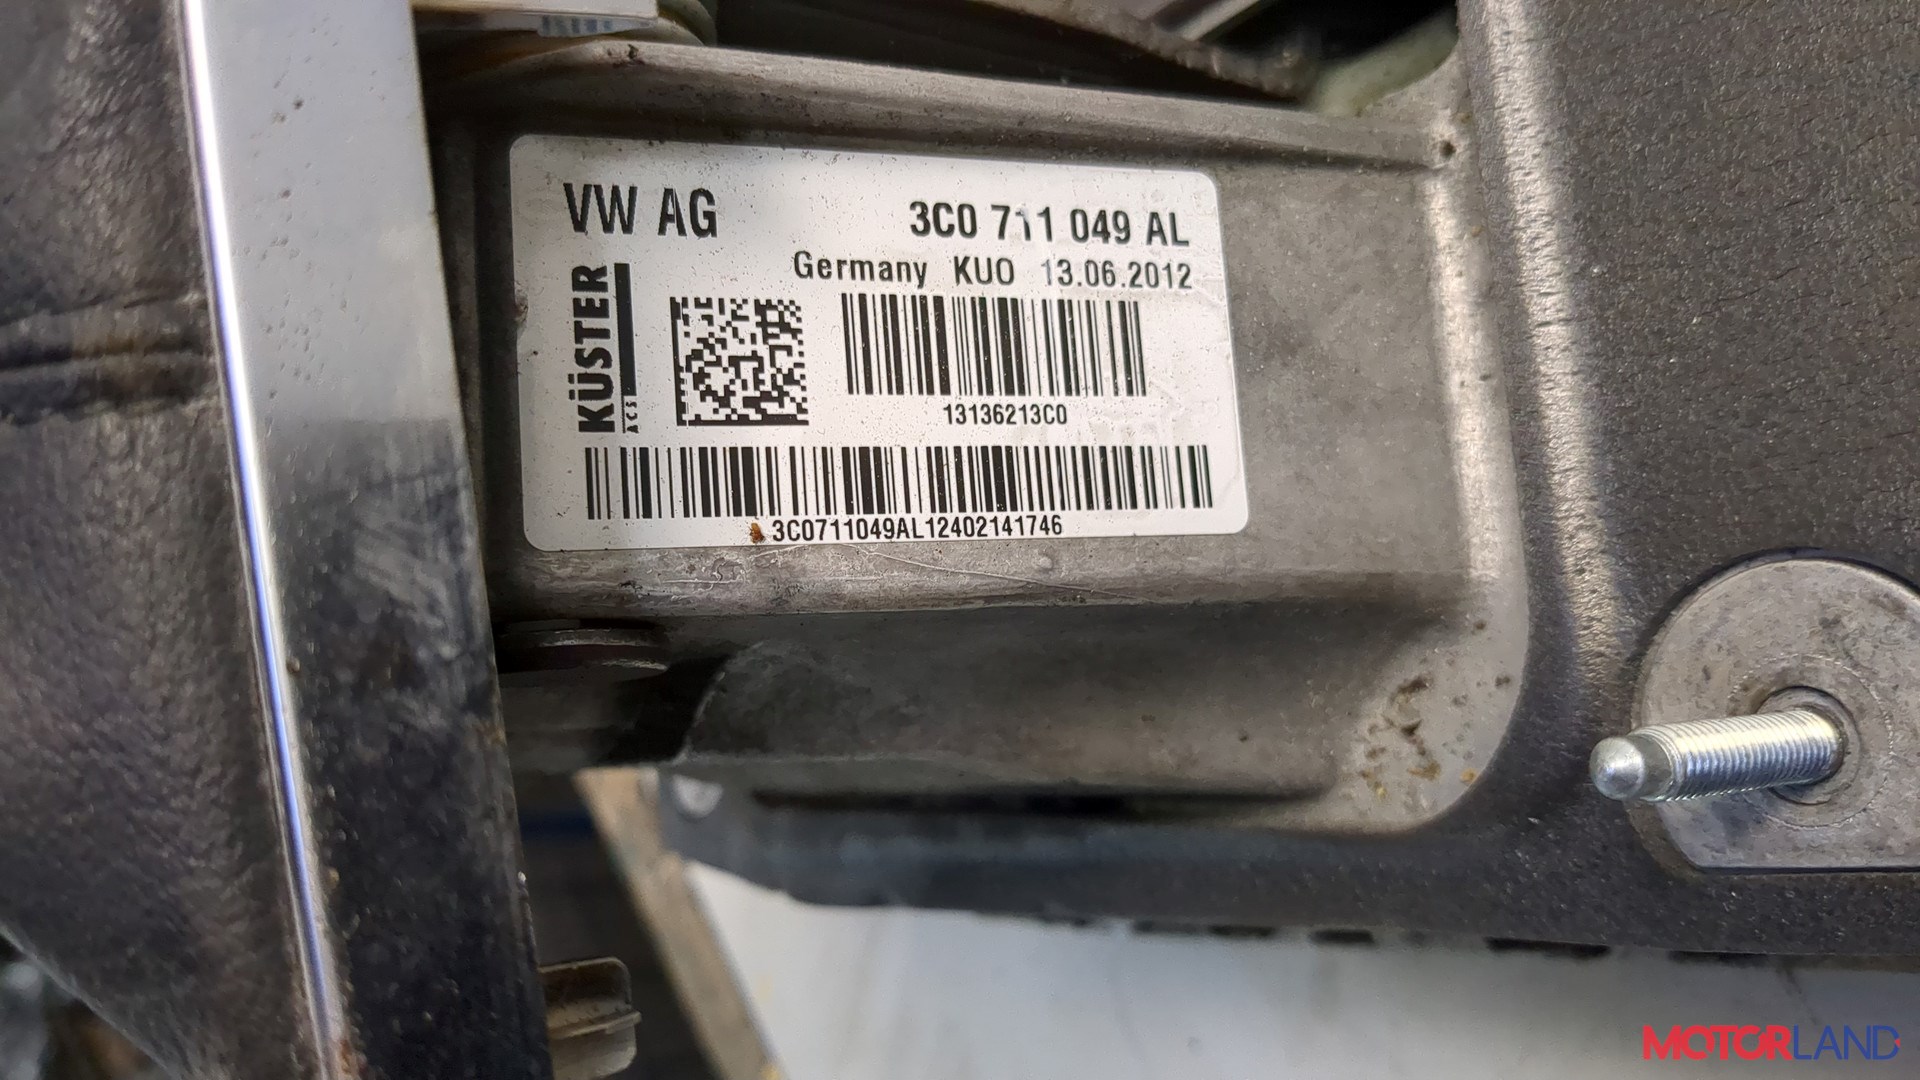 VW AG
3C0 711 049 AL
Germany KUO 13.06.2012
KÜSTER
ACS
13136213C0
3C0711049AL12402141746
MOTORLAND